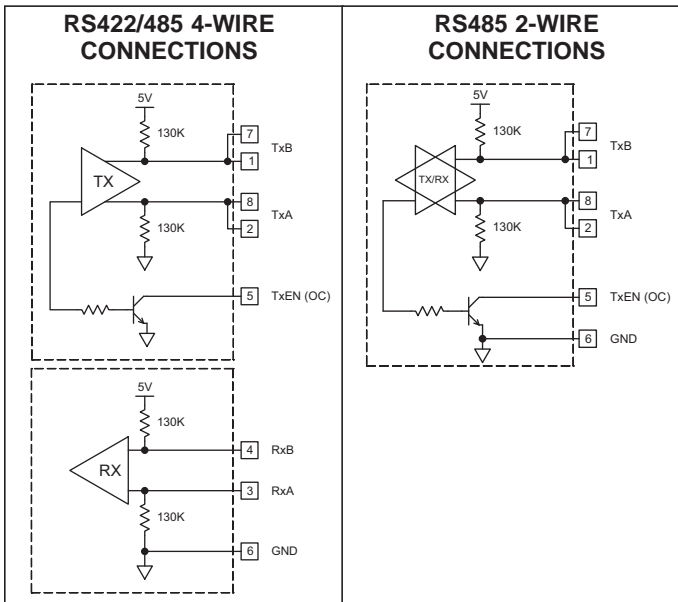 RS422/485 4-WIRE
CONNECTIONS
5V
130K
7
TxB
1
TX
8
TxA
130K
2
5
TxEN (OC)
5V
130K
4
RxB
RX
3
RxA
130K
6
GND
RS485 2-WIRE
CONNECTIONS
5V
130K
7
TxB
1
TX/RX
8
TxA
130K
2
5
TxEN (OC)
6
GND